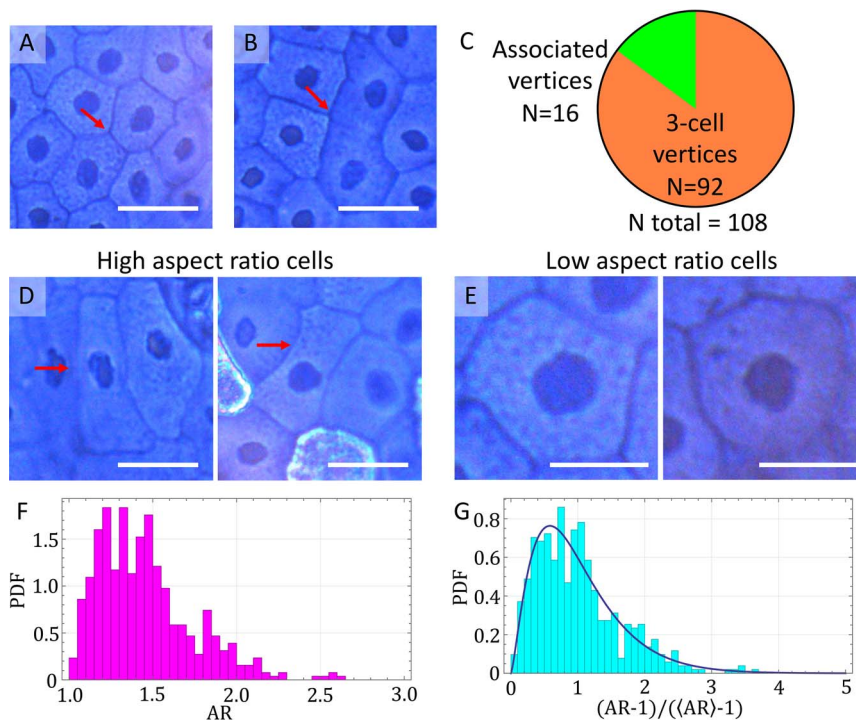 A
B
C
Associated
vertices
N=16
3-cell
vertices
N=92
N total = 108
High aspect ratio cells
Low aspect ratio cells
D
E
F
PDF
1.5
1.0
0.5
0
1.0
1.5
2.0
2.5
3.0
AR
G
PDF
0.8
0.6
0.4
0.2
0
0
1
2
3
4
5
(AR-1)/(⟨AR⟩-1)